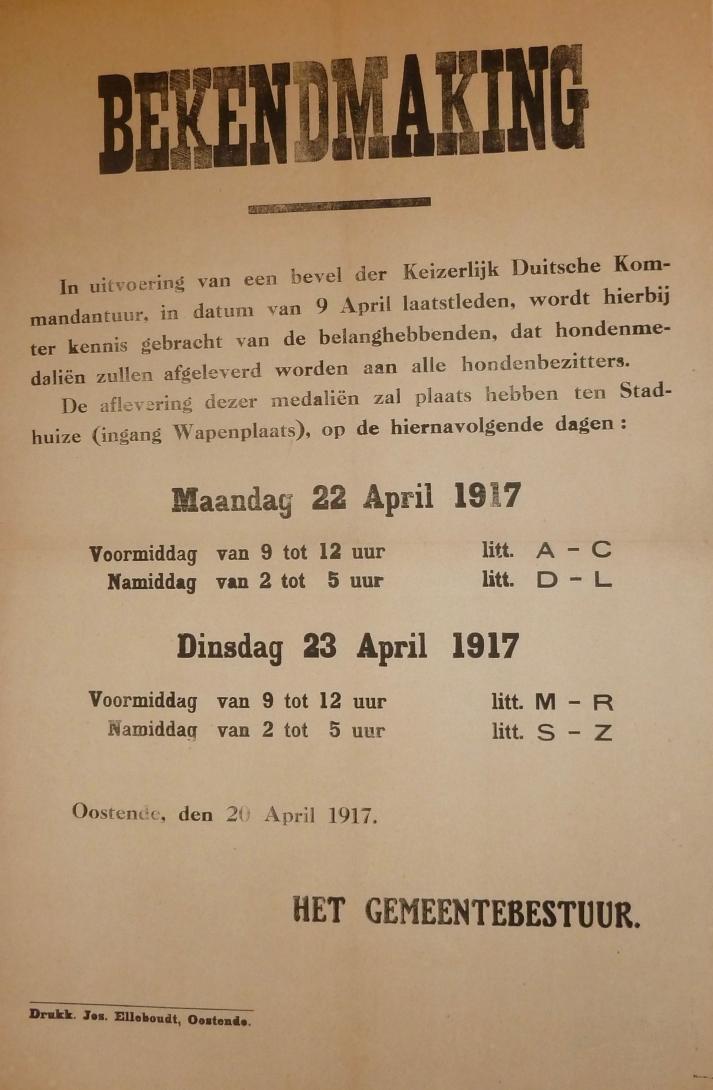 BEKENDMAKING
In uitvoering van een bevel der Keizerlijk Duitsche Kom-
mandantuur, in datum van 9 April laatstleden, wordt hierbij
ter kennis gebracht van de belanghebbenden, dat hondenme-
daliën zullen afgeleverd worden aan alle hondenbezitters.
De aflevering dezer medaliën zal plaats hebben ten Stad-
huize (ingang Wapenplaats), op de hiernavolgende dagen :
Maandag 22 April 1917
Voormiddag van 9 tot 12 uur litt. A - C
Namiddag van 2 tot 5 uur litt. D - L
Dinsdag 23 April 1917
Voormiddag van 9 tot 12 uur litt. M - R
Namiddag van 2 tot 5 uur litt. S - Z
Oostende, den 20 April 1917.
HET GEMEENTEBESTUUR.
Drukk. Jos. Elleboudt, Oostende.